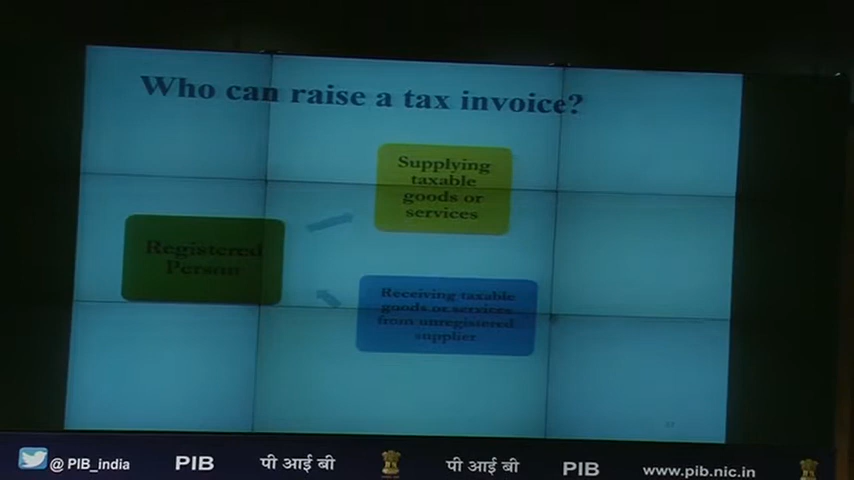 Who can raise a tax invoice?
Supplying
taxable
goods or
services
Registered
Person
Receiving taxable
goods or services
from unregistered
supplier
@PIB_india PIB पी आई बी पी आई बी PIB www.pib.nic.in